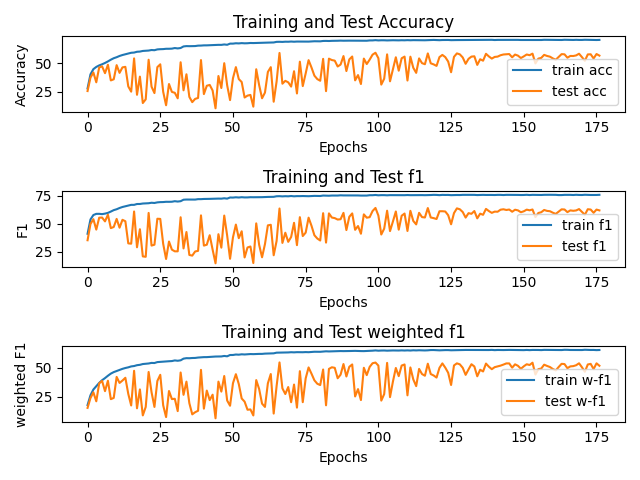 Training and Test Accuracy
Accuracy
50
25
train acc
test acc
0 25 50 75 100 125 150 175
Epochs
Training and Test f1
F1
75
50
25
train f1
test f1
0 25 50 75 100 125 150 175
Epochs
Training and Test weighted f1
weighted F1
50
25
train w-f1
test w-f1
0 25 50 75 100 125 150 175
Epochs